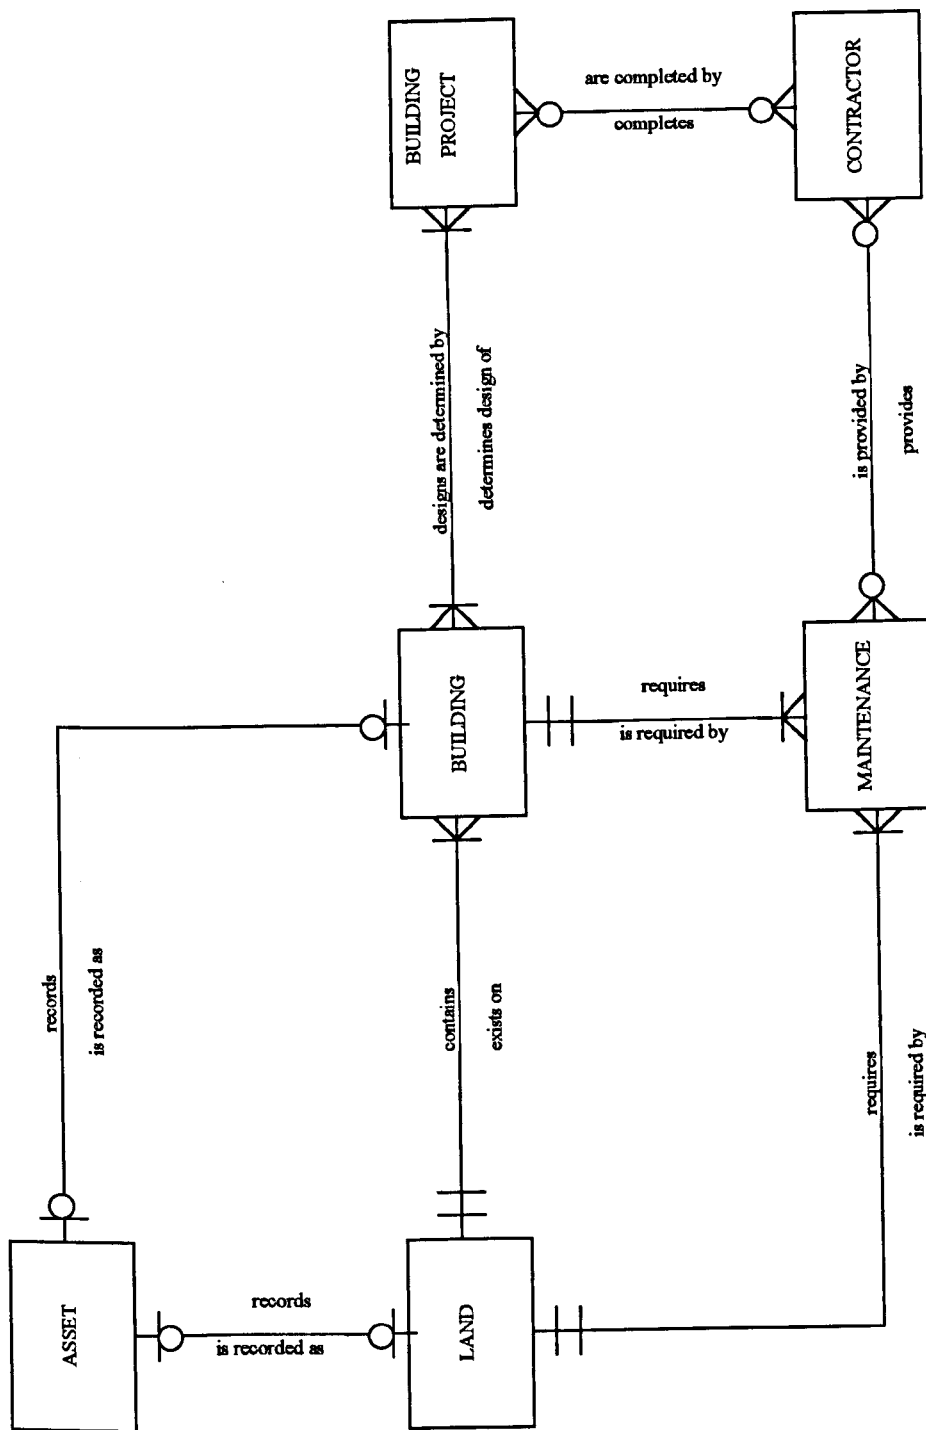 BUILDING
PROJECT
are completed by
completes
CONTRACTOR
designs are determined by
determines design of
is provided by
provides
BUILDING
requires
is required by
MAINTENANCE
records
is recorded as
contains
exists on
requires
is required by
ASSET
records
is recorded as
LAND